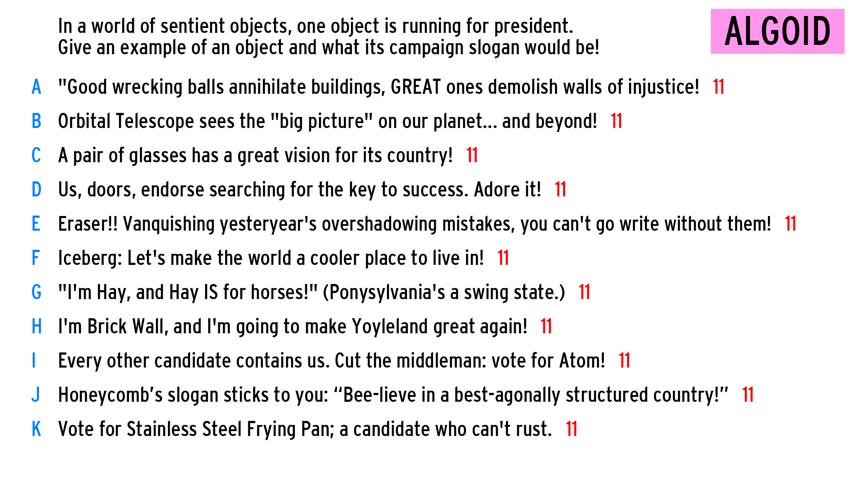 In a world of sentient objects, one object is running for president.
Give an example of an object and what its campaign slogan would be!
ALGOID
A "Good wrecking balls annihilate buildings, GREAT ones demolish walls of injustice! 11
B Orbital Telescope sees the "big picture" on our planet... and beyond! 11
C A pair of glasses has a great vision for its country! 11
D Us, doors, endorse searching for the key to success. Adore it! 11
E Eraser!! Vanquishing yesteryear's overshadowing mistakes, you can't go write without them! 11
F Iceberg: Let's make the world a cooler place to live in! 11
G "I'm Hay, and Hay IS for horses!" (Ponysylvania's a swing state.) 11
H I'm Brick Wall, and I'm going to make Yoyleland great again! 11
I Every other candidate contains us. Cut the middleman: vote for Atom! 11
J Honeycomb’s slogan sticks to you: “Bee-lieve in a best-agonally structured country!” 11
K Vote for Stainless Steel Frying Pan; a candidate who can't rust. 11